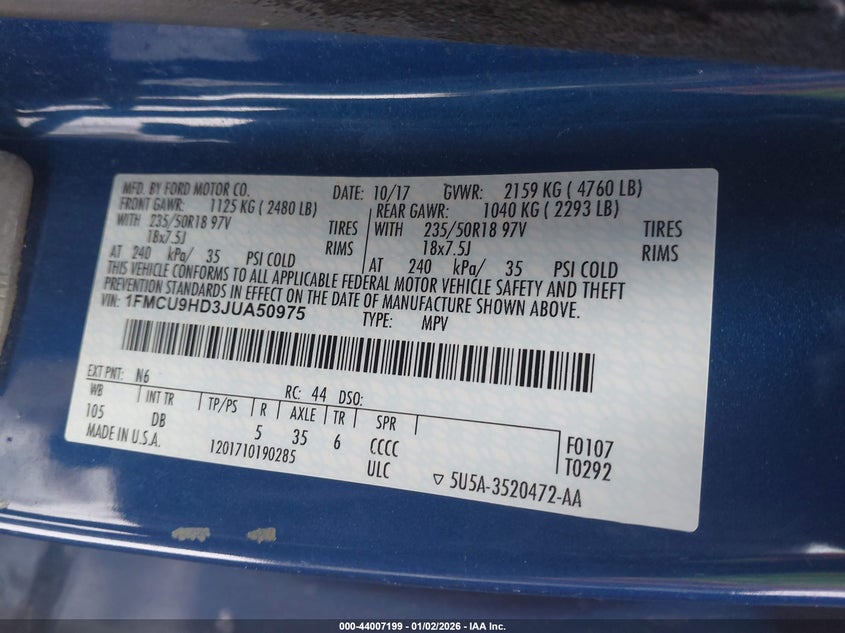 MFD. BY FORD MOTOR CO. DATE: 10/17 GVWR: 2159 KG ( 4760 LB)
FRONT GAWR: 1125 KG ( 2480 LB) REAR GAWR: 1040 KG ( 2293 LB)
WITH 235/50R18 97V TIRES WITH 235/50R18 97V TIRES
18x7.5J RIMS 18x7.5J RIMS
AT 240 kPa/ 35 PSI COLD AT 240 kPa/ 35 PSI COLD
THIS VEHICLE CONFORMS TO ALL APPLICABLE FEDERAL MOTOR VEHICLE SAFETY AND THEFT
PREVENTION STANDARDS IN EFFECT ON THE DATE OF MANUFACTURE SHOWN ABOVE.
VIN: 1FMCU9HD3JUA50975 TYPE: MPV
EXT PNT: N6 RC: 44 DSO:
WB INT TR TP/PS R AXLE TR SPR
105 DB 5 35 6 CCCC F0107
MADE IN U.S.A. 1201710190285 ULC T0292
▽ 5U5A-3520472-AA
000-44007199 - 01/02/2026 - IAA Inc.